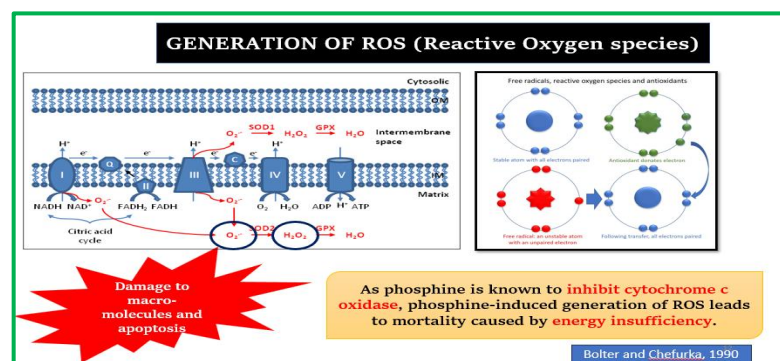 GENERATION OF ROS (Reactive Oxygen species)
Cytosolic
OM
Intermembrane
space
O₂·⁻ SOD1 H₂O₂ GPX H₂O
H⁺ e⁻ Q e⁻ H⁺ e⁻ C e⁻ H⁺
I II III IV V
IM
Matrix
NADH NAD⁺ O₂·⁻ FADH₂ FADH O₂·⁻ O₂ H₂O ADP H⁺ ATP
Citric acid
cycle
O₂·⁻ SOD2 H₂O₂ GPX H₂O
Free radicals, reactive oxygen species and antioxidants
Stable atom with all electrons paired
Antioxidant donates electron
Free radical: an unstable atom
with an unpaired electron
Following transfer, all electrons paired
Damage to
macro-
molecules and
apoptosis
As phosphine is known to inhibit cytochrome c
oxidase, phosphine-induced generation of ROS leads
to mortality caused by energy insufficiency.
Bolter and Chefurka, 1990